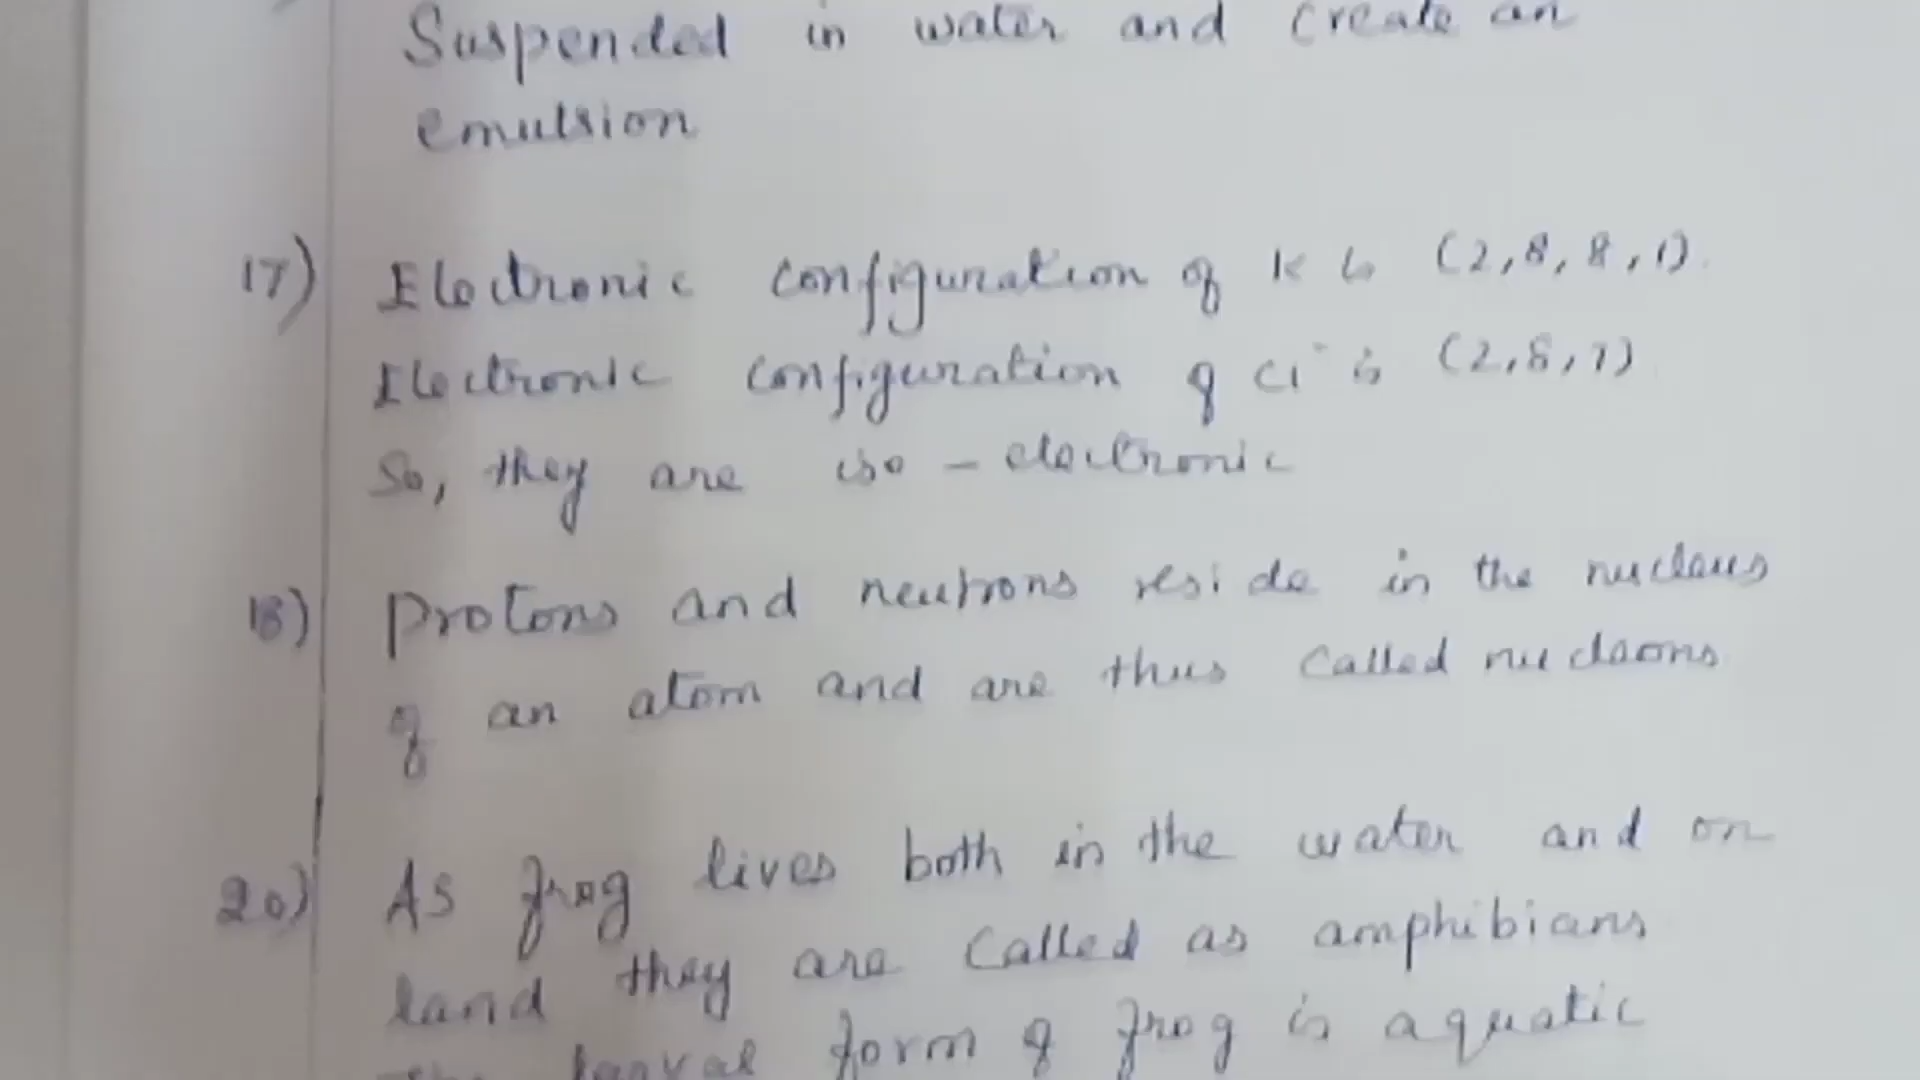 Suspended in water and create an
emulsion
17) Electronic configuration of K is (2,8,8,1).
Electronic configuration of Cl⁻ is (2,8,7)
So, they are iso - electronic
18) Protons and neutrons reside in the nucleus
of an atom and are thus called nucleons
20) As frog lives both in the water and on
land they are called as amphibians
larval form of frog is aquatic